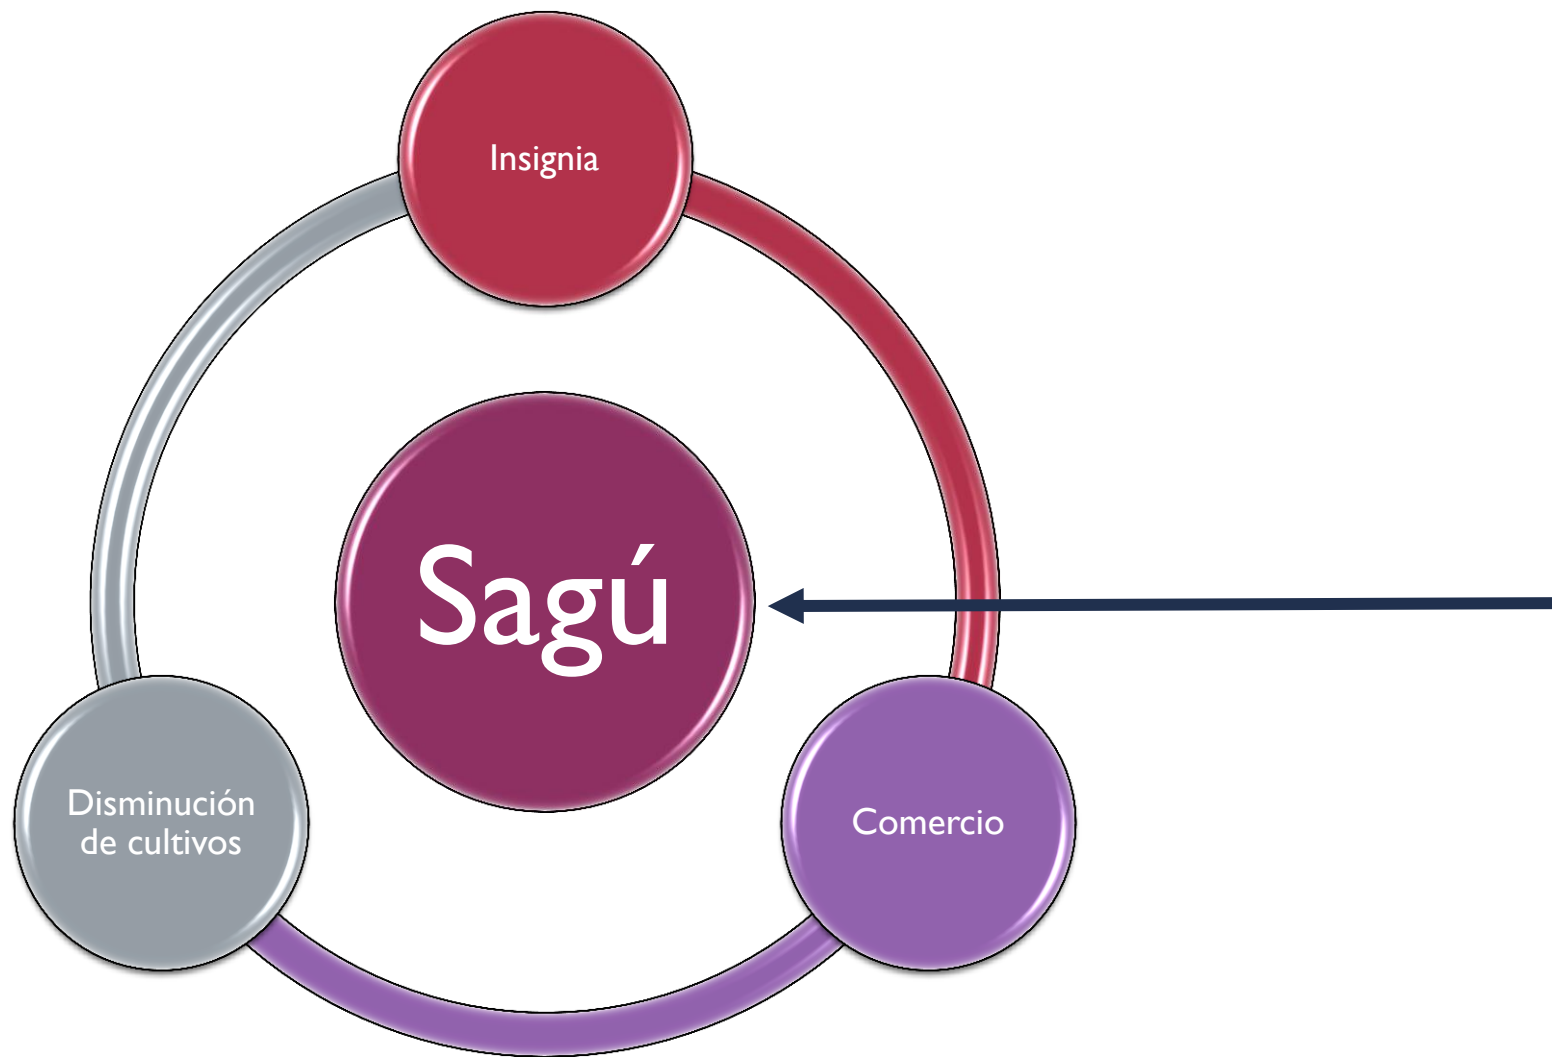 Insignia
Sagú
Disminución
de cultivos
Comercio